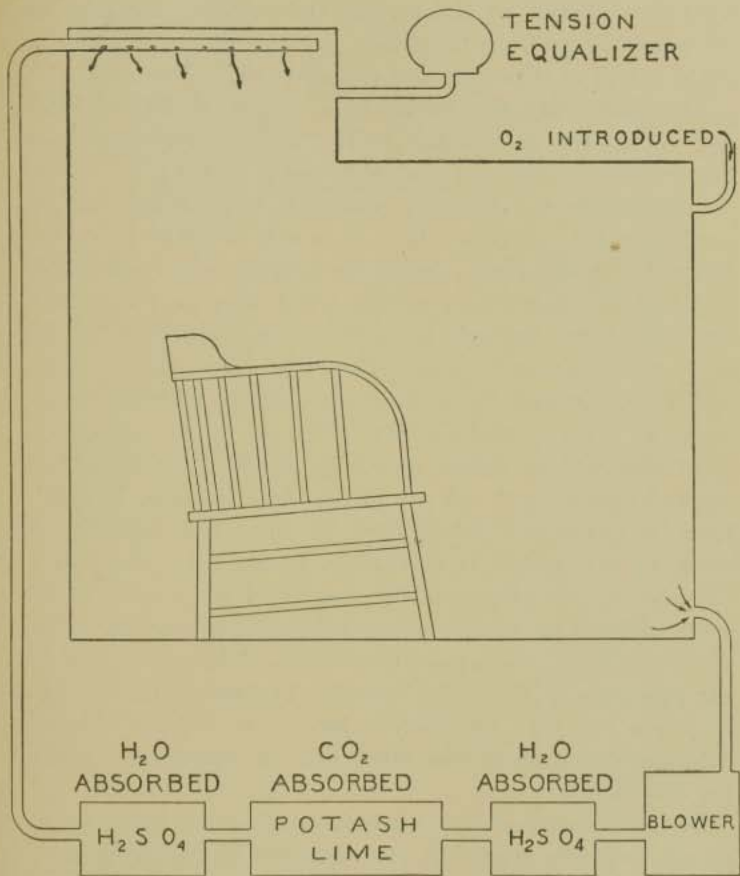 TENSION
EQUALIZER
O₂ INTRODUCED
H₂O
ABSORBED
CO₂
ABSORBED
H₂O
ABSORBED
H₂SO₄
POTASH
LIME
H₂SO₄
BLOWER